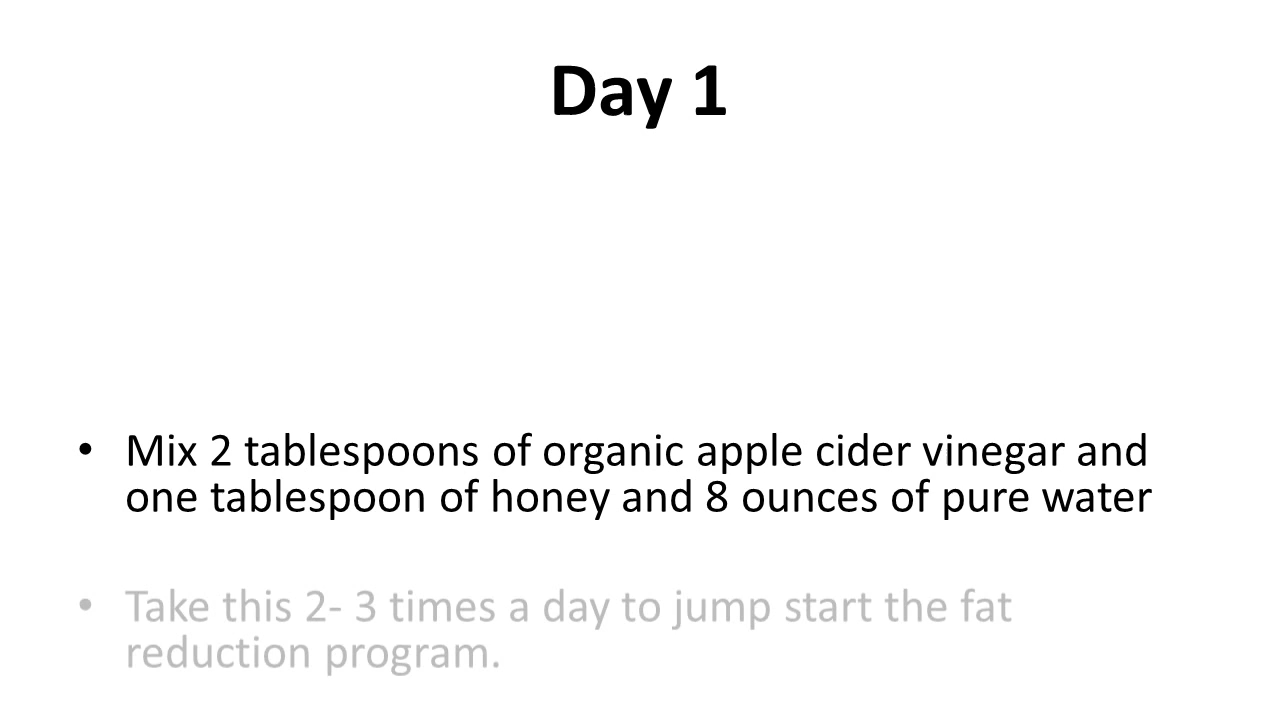 Day 1
• Mix 2 tablespoons of organic apple cider vinegar and
one tablespoon of honey and 8 ounces of pure water
• Take this 2- 3 times a day to jump start the fat
reduction program.